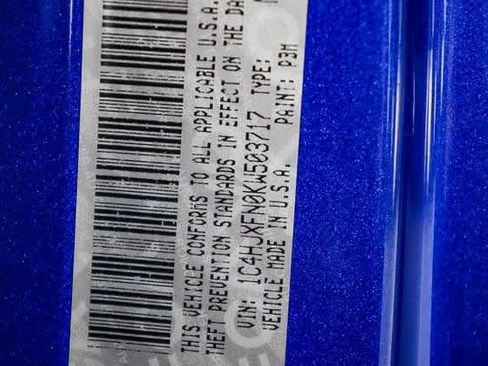 THIS VEHICLE CONFORMS TO ALL APPLICABLE U.S.A.
THEFT PREVENTION STANDARDS IN EFFECT ON THE DA
VIN: 1C4HJXFN0KW503717 TYPE:
VEHICLE MADE IN U.S.A. PAINT: P3M